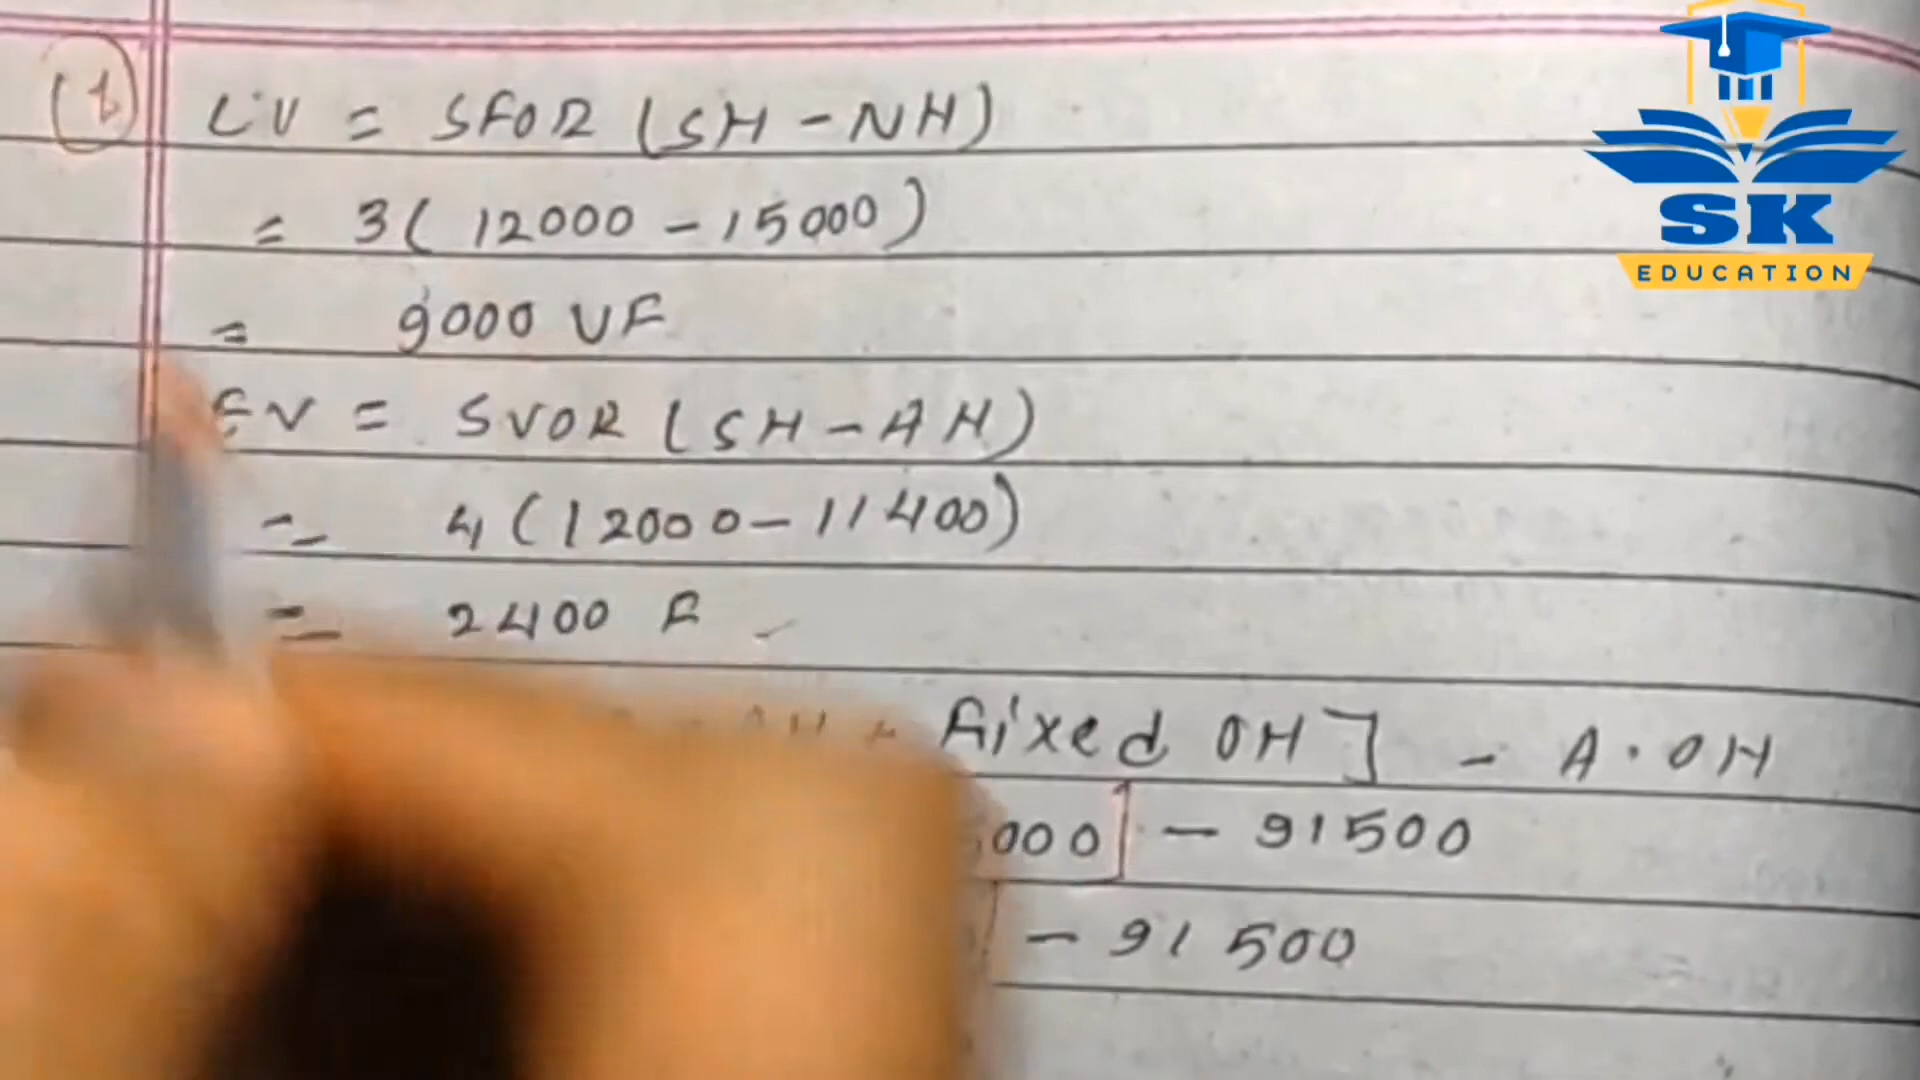 (1) CV = SFOR (SH - NH)
= 3( 12000 - 15000)
= 9000 UF
EV = SVOR (SH - AH)
= 4 (12000 - 11400)
= 2400 F
Fixed OH] - A.OH
000] - 91500
- 91500
SK
EDUCATION